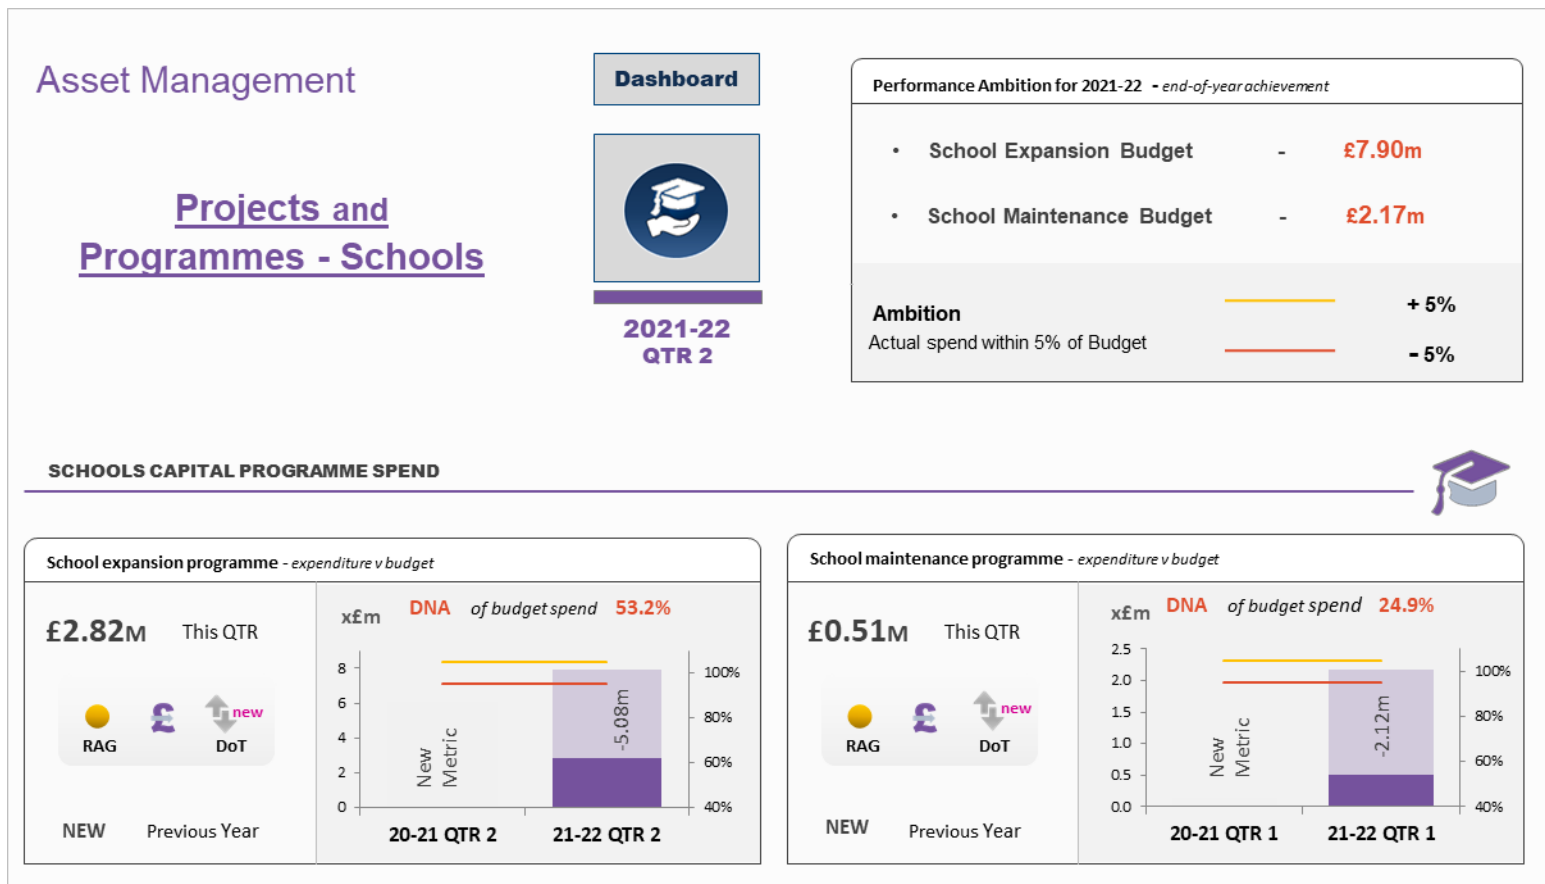 Asset Management
Dashboard
Projects and
Programmes - Schools
2021-22
QTR 2
Performance Ambition for 2021-22 - end-of-year achievement
• School Expansion Budget - £7.90m
• School Maintenance Budget - £2.17m
Ambition
Actual spend within 5% of Budget
+ 5%
- 5%
SCHOOLS CAPITAL PROGRAMME SPEND
School expansion programme - expenditure v budget
£2.82M This QTR
RAG
£
new
DoT
NEW Previous Year
x£m
DNA of budget spend 53.2%
8
6
4
2
0
100%
80%
60%
40%
New
Metric
-5.08m
20-21 QTR 2
21-22 QTR 2
School maintenance programme - expenditure v budget
£0.51M This QTR
RAG
£
new
DoT
NEW Previous Year
x£m
DNA of budget spend 24.9%
2.5
2.0
1.5
1.0
0.5
0.0
100%
80%
60%
40%
New
Metric
-2.12m
20-21 QTR 1
21-22 QTR 1